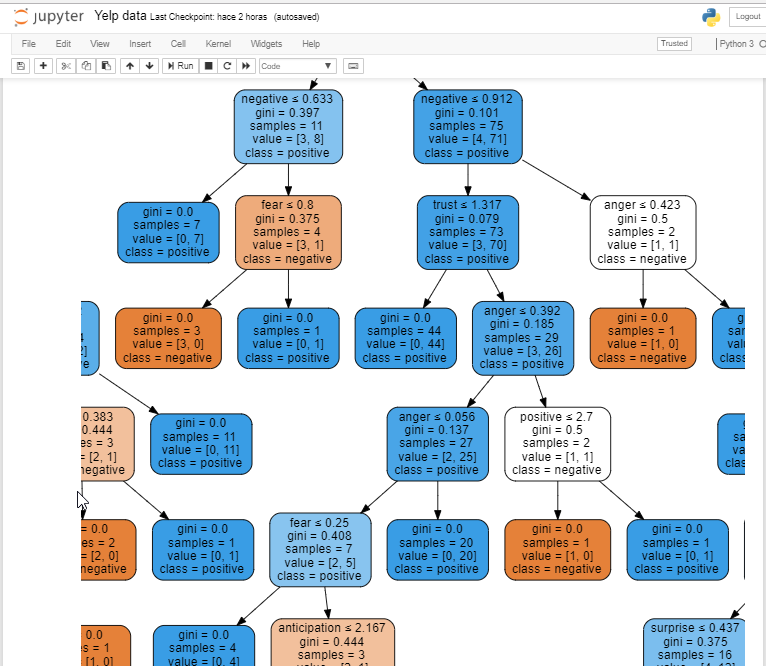 jupyter Yelp data Last Checkpoint: hace 2 horas (autosaved)
Logout
File Edit View Insert Cell Kernel Widgets Help
Trusted
Python 3
Run
Code
negative ≤ 0.633
gini = 0.397
samples = 11
value = [3, 8]
class = positive
negative ≤ 0.912
gini = 0.101
samples = 75
value = [4, 71]
class = positive
gini = 0.0
samples = 7
value = [0, 7]
class = positive
fear ≤ 0.8
gini = 0.375
samples = 4
value = [3, 1]
class = negative
trust ≤ 1.317
gini = 0.079
samples = 73
value = [3, 70]
class = positive
anger ≤ 0.423
gini = 0.5
samples = 2
value = [1, 1]
class = negative
gini = 0.0
samples = 3
value = [3, 0]
class = negative
gini = 0.0
samples = 1
value = [0, 1]
class = positive
gini = 0.0
samples = 44
value = [0, 44]
class = positive
anger ≤ 0.392
gini = 0.185
samples = 29
value = [3, 26]
class = positive
gini = 0.0
samples = 1
value = [1, 0]
class = negative
0.383
0.444
es = 3
= [2, 1]
negative
gini = 0.0
samples = 11
value = [0, 11]
class = positive
anger ≤ 0.056
gini = 0.137
samples = 27
value = [2, 25]
class = positive
positive ≤ 2.7
gini = 0.5
samples = 2
value = [1, 1]
class = negative
= 0.0
es = 2
= [2, 0]
negative
gini = 0.0
samples = 1
value = [0, 1]
class = positive
fear ≤ 0.25
gini = 0.408
samples = 7
value = [2, 5]
class = positive
gini = 0.0
samples = 20
value = [0, 20]
class = positive
gini = 0.0
samples = 1
value = [1, 0]
class = negative
gini = 0.0
samples = 1
value = [0, 1]
class = positive
0.0
s = 1
[1, 0]
gini = 0.0
samples = 4
value = [0, 4]
anticipation ≤ 2.167
gini = 0.444
samples = 3
surprise ≤ 0.437
gini = 0.375
samples = 16